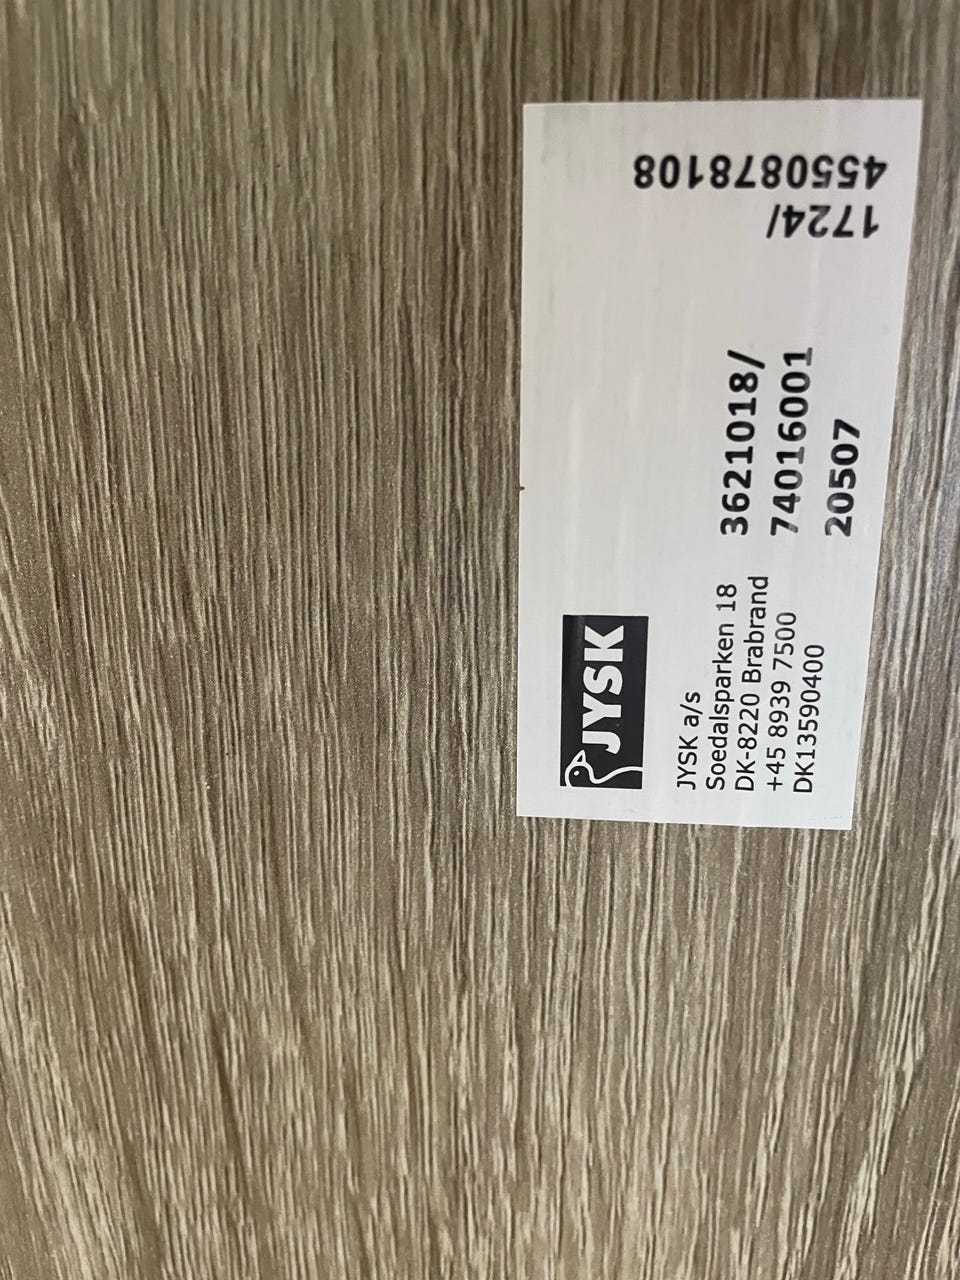 JYSK
JYSK a/s
Soedalsparken 18
DK-8220 Brabrand
+45 8939 7500
DK13590400
3621018/
74016001
20507
1724/
4550878108